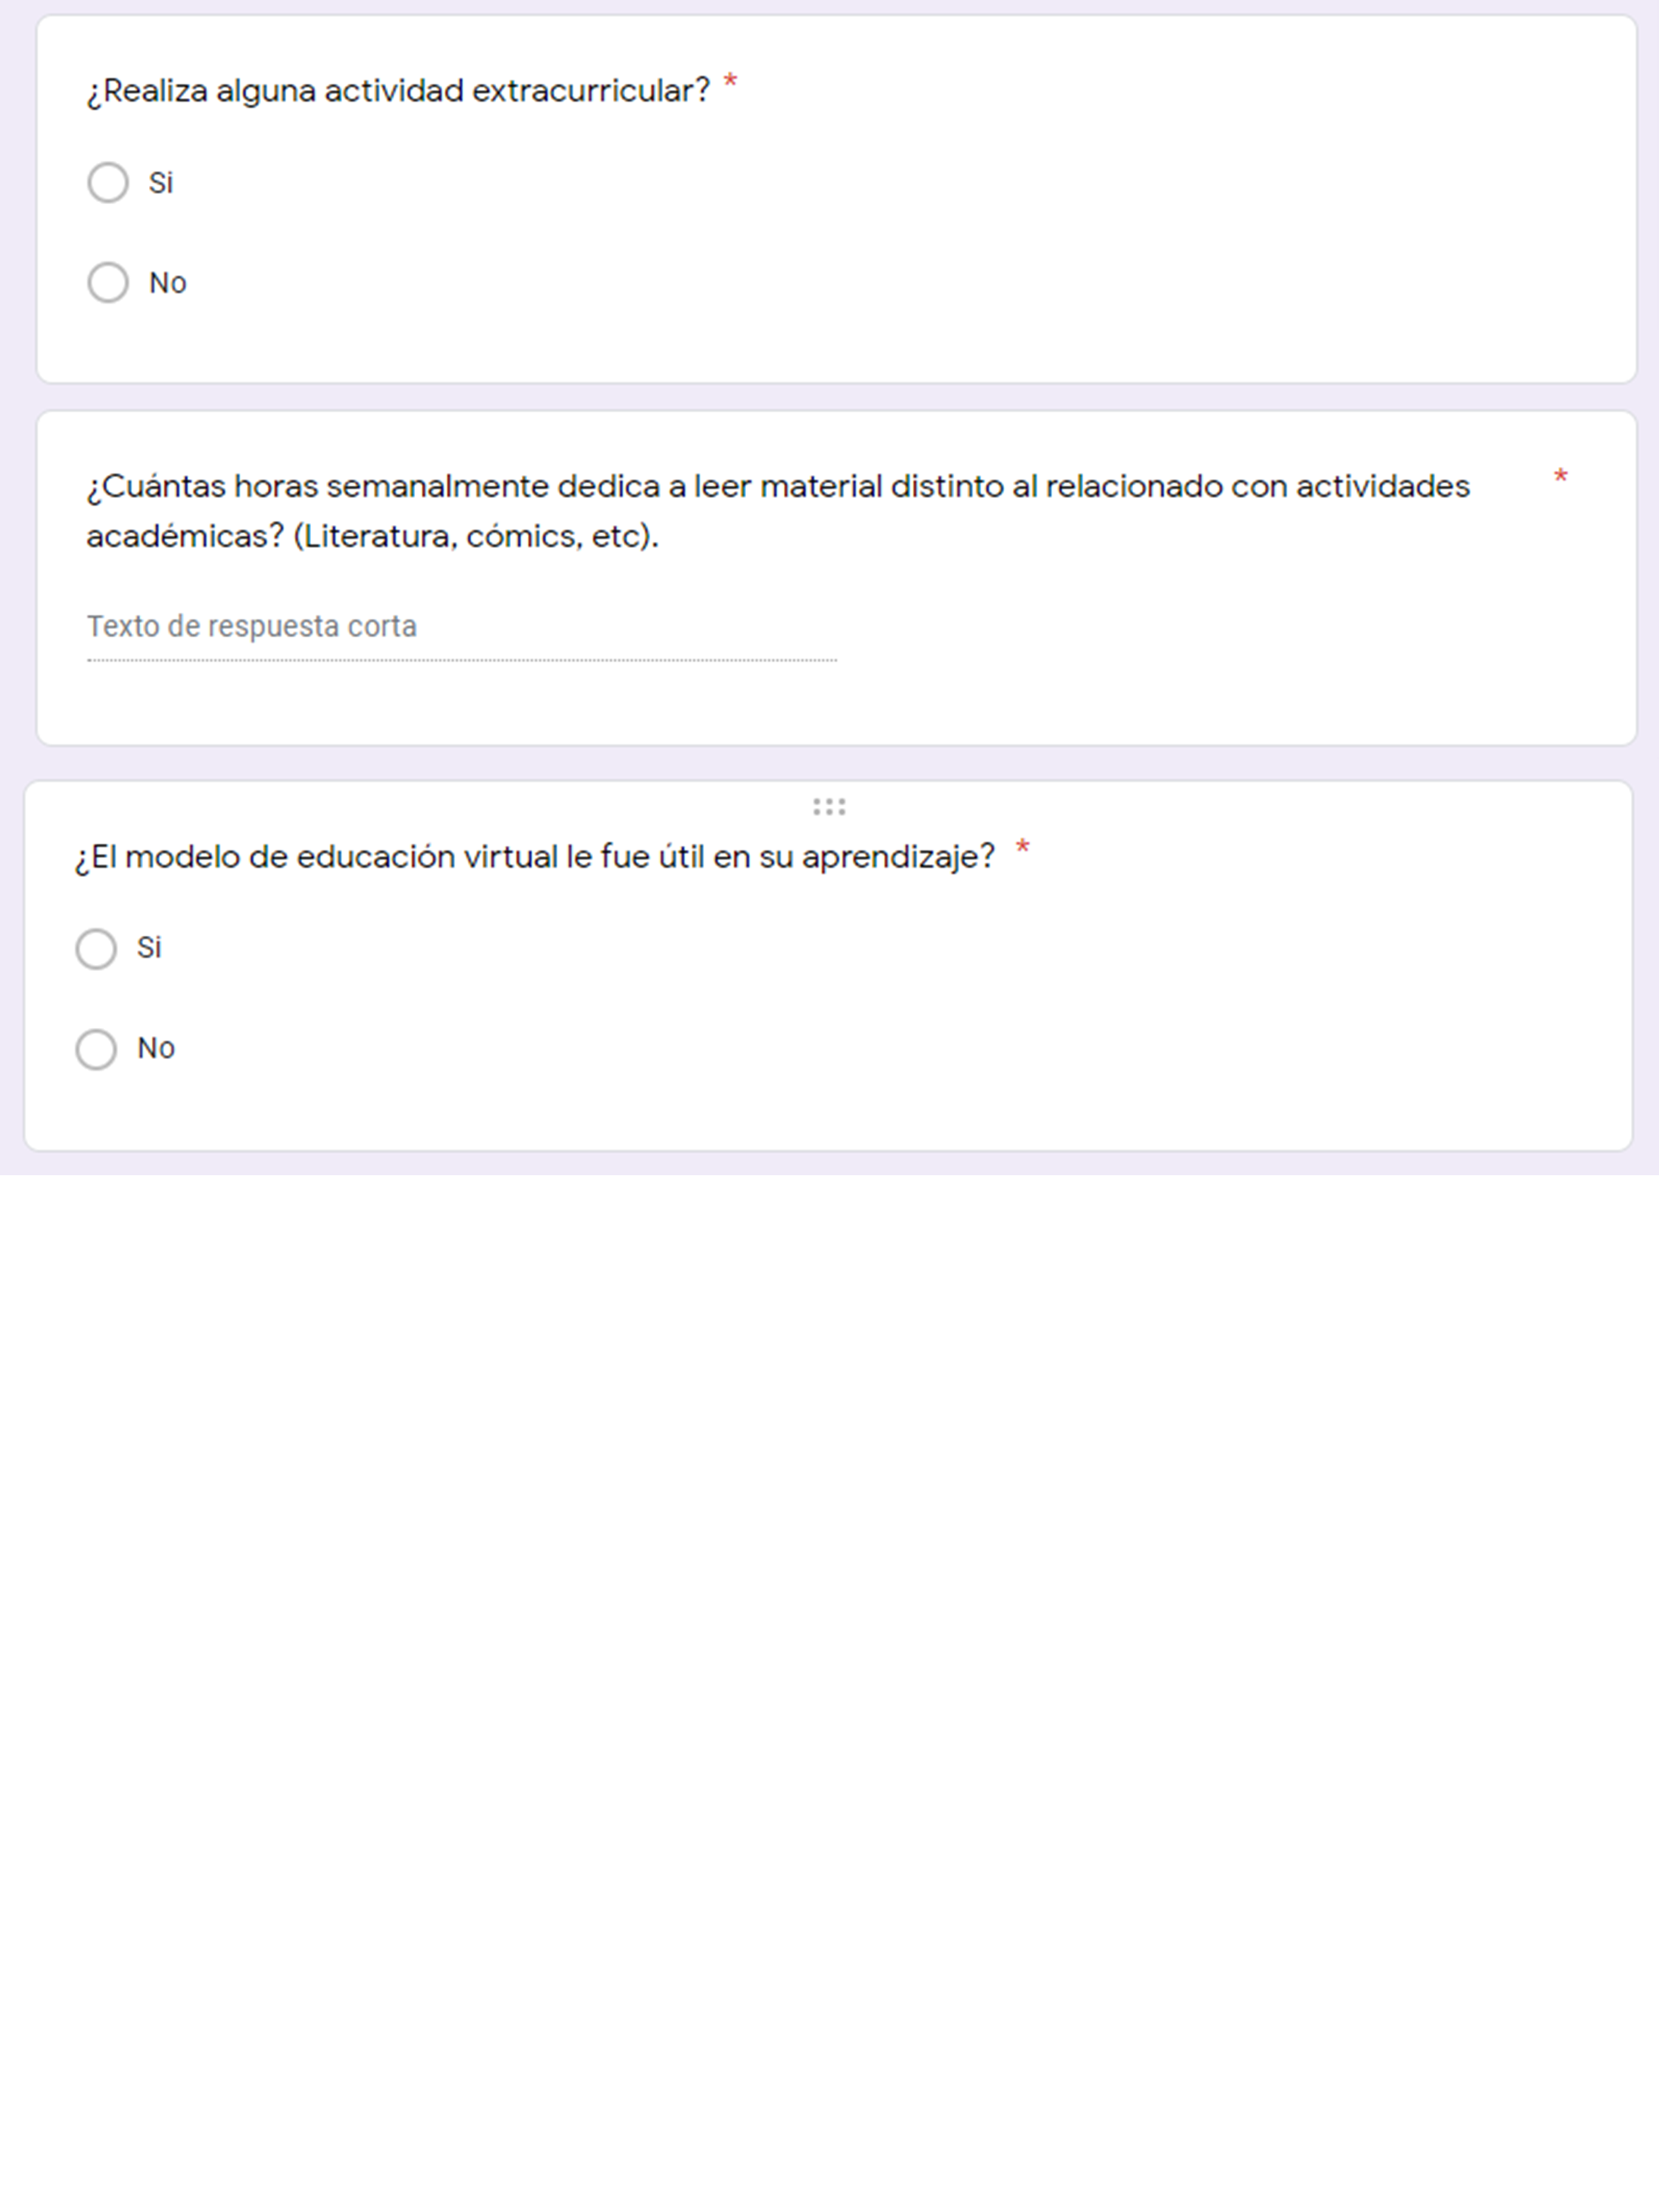 ¿Realiza alguna actividad extracurricular? *
Si
No
¿Cuántas horas semanalmente dedica a leer material distinto al relacionado con actividades *
académicas? (Literatura, cómics, etc).
Texto de respuesta corta
¿El modelo de educación virtual le fue útil en su aprendizaje? *
Si
No